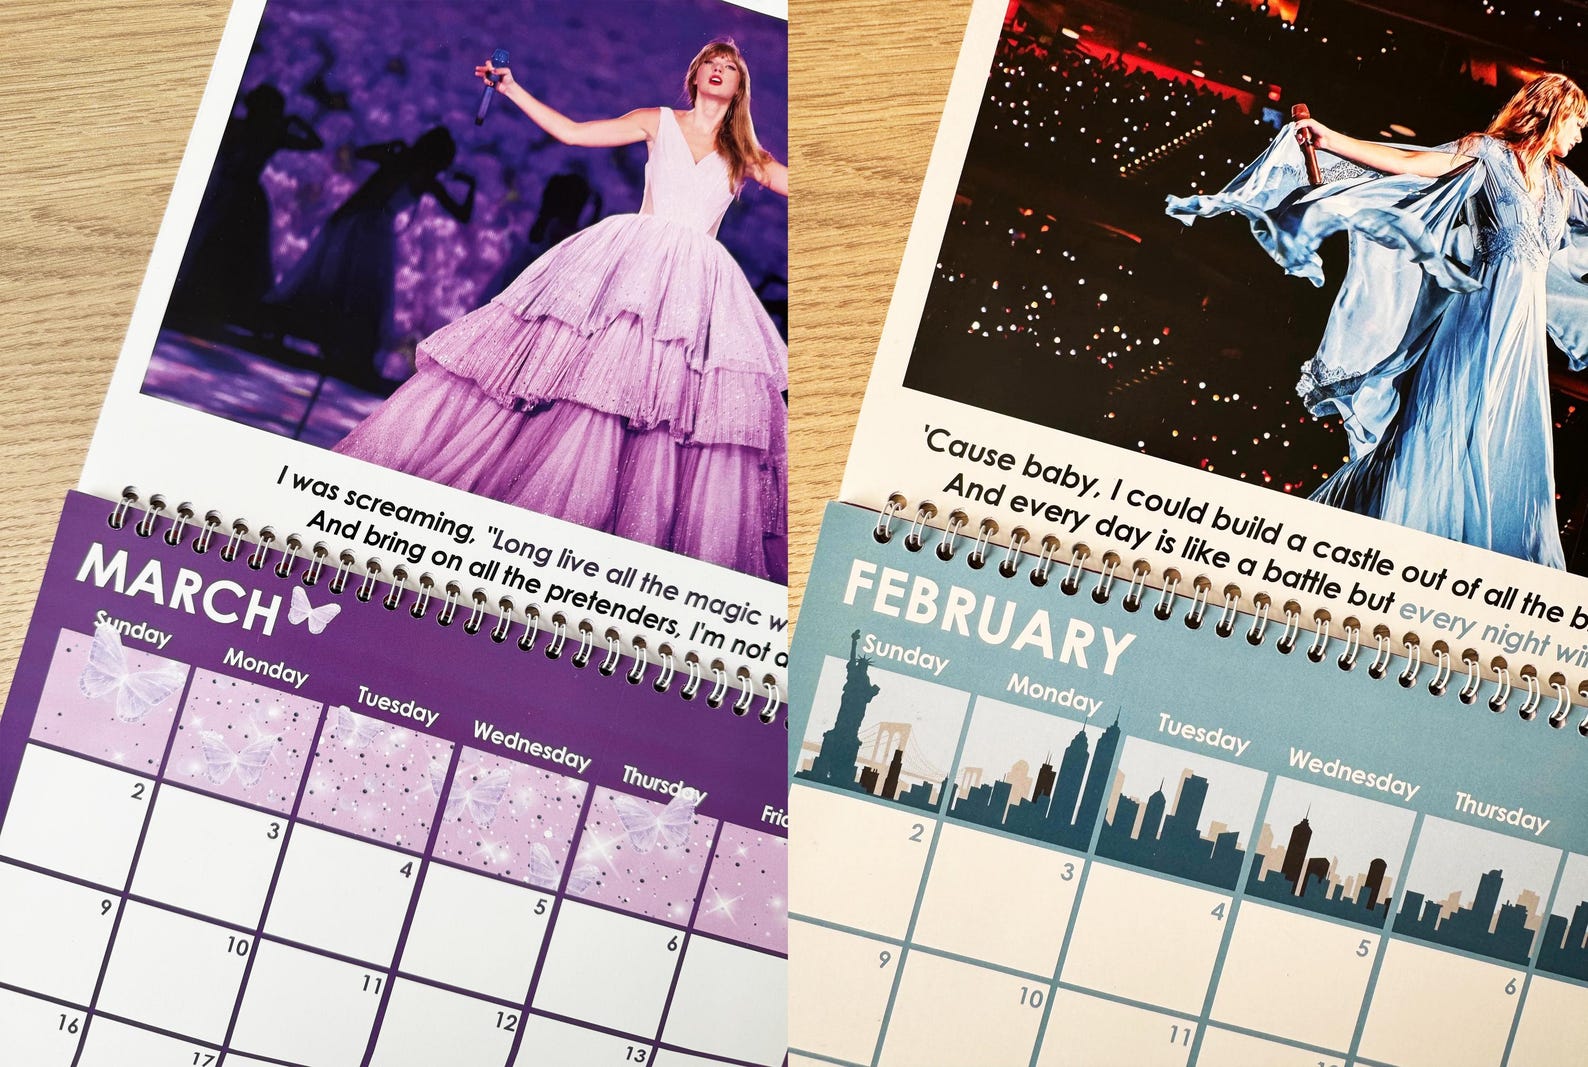 I was screaming, "Long live all the magic
And bring on all the pretenders, I'm not
MARCH
Sunday
Monday
Tuesday
Wednesday
Thursday
2
3
4
5
6
9
10
11
12
13
16
17
'Cause baby, I could build a castle out of all the
And every day is like a battle but every night
FEBRUARY
Sunday
Monday
Tuesday
Wednesday
Thursday
2
3
4
5
6
9
10
11